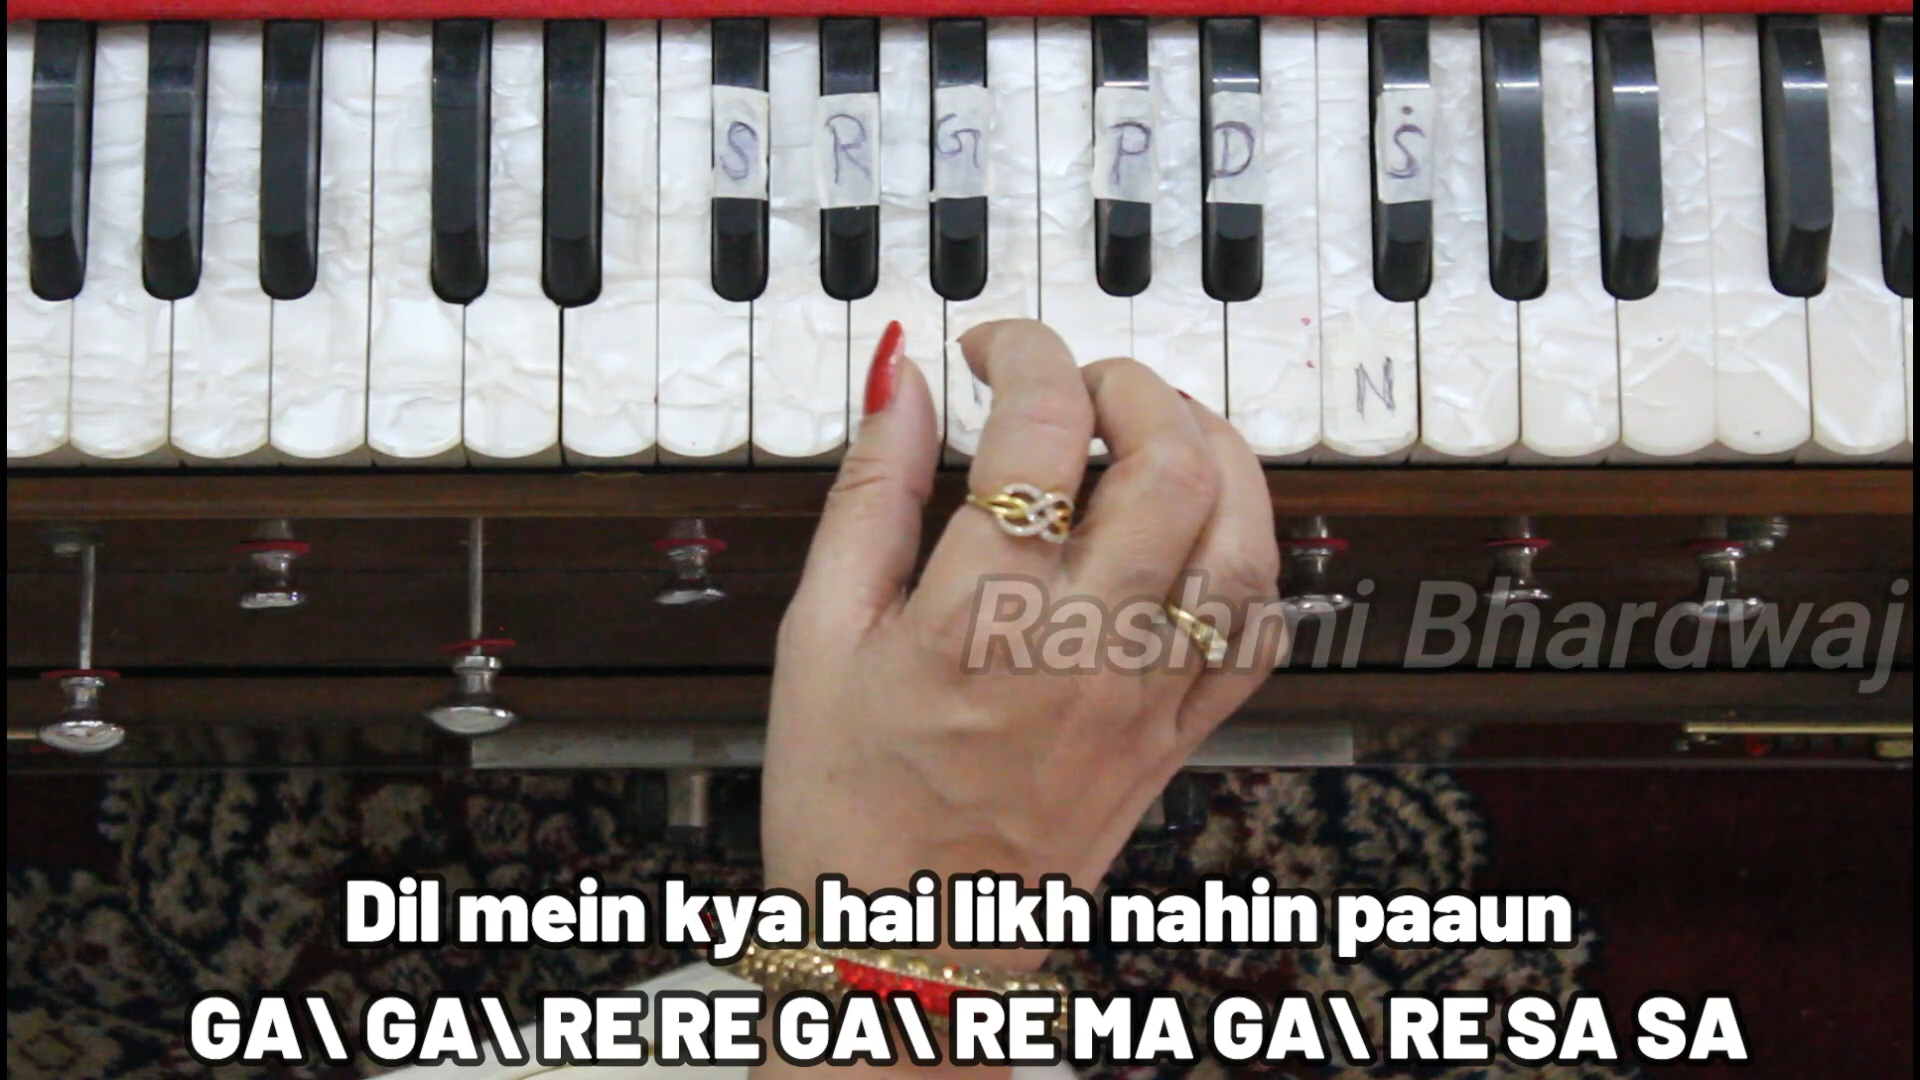 S R G P D Ṡ
N
Rashmi Bhardwaj
Dil mein kya hai likh nahin paaun
GA\ GA\ RE RE GA\ RE MA GA\ RE SA SA